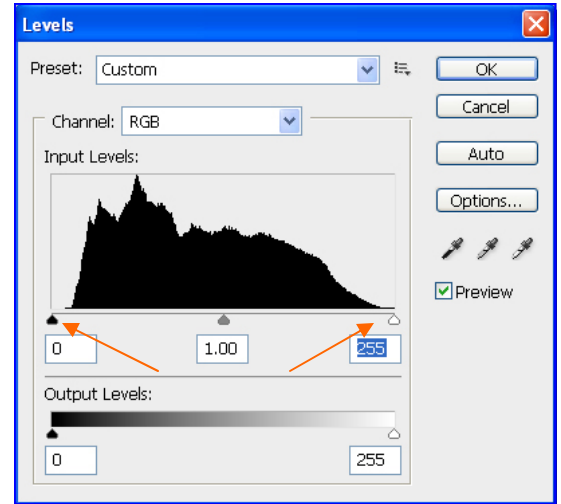 Levels
Preset: Custom
OK
Cancel
Channel: RGB
Input Levels:
Auto
Options...
Preview
0 1.00 255
Output Levels:
0 255